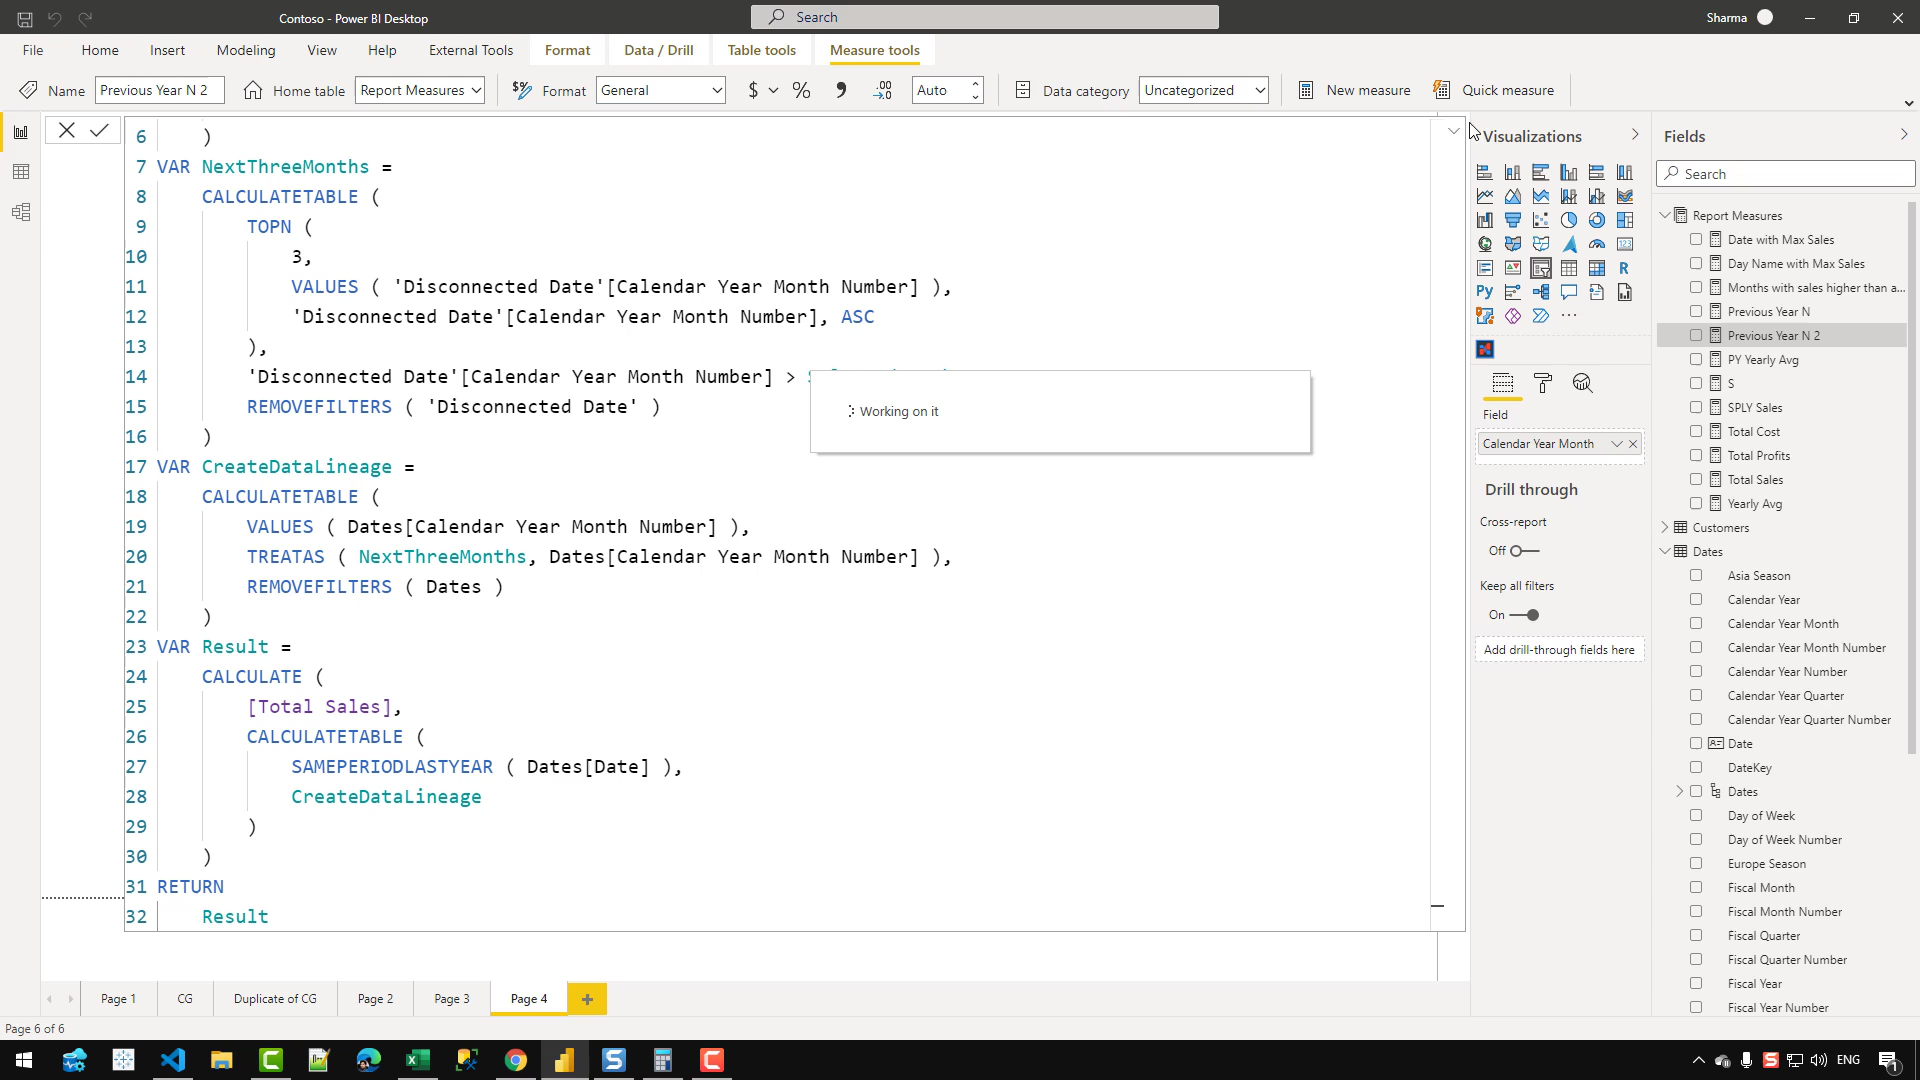 Contoso - Power BI Desktop
Search
Sharma
File Home Insert Modeling View Help External Tools Format Data / Drill Table tools Measure tools
Name Previous Year N 2 Home table Report Measures Format General $ % Auto Data category Uncategorized New measure Quick measure
6 )
7 VAR NextThreeMonths =
8 CALCULATETABLE (
9 TOPN (
10 3,
11 VALUES ( 'Disconnected Date'[Calendar Year Month Number] ),
12 'Disconnected Date'[Calendar Year Month Number], ASC
13 ),
14 'Disconnected Date'[Calendar Year Month Number] >
15 REMOVEFILTERS ( 'Disconnected Date' )
16 )
17 VAR CreateDataLineage =
18 CALCULATETABLE (
19 VALUES ( Dates[Calendar Year Month Number] ),
20 TREATAS ( NextThreeMonths, Dates[Calendar Year Month Number] ),
21 REMOVEFILTERS ( Dates )
22 )
23 VAR Result =
24 CALCULATE (
25 [Total Sales],
26 CALCULATETABLE (
27 SAMEPERIODLASTYEAR ( Dates[Date] ),
28 CreateDataLineage
29 )
30 )
31 RETURN
32 Result
Working on it
Visualizations
R
Py
123
Field
Calendar Year Month
Drill through
Cross-report
Off
Keep all filters
On
Add drill-through fields here
Fields
Search
Report Measures
Date with Max Sales
Day Name with Max Sales
Months with sales higher than a...
Previous Year N
Previous Year N 2
PY Yearly Avg
S
SPLY Sales
Total Cost
Total Profits
Total Sales
Yearly Avg
Customers
Dates
Asia Season
Calendar Year
Calendar Year Month
Calendar Year Month Number
Calendar Year Number
Calendar Year Quarter
Calendar Year Quarter Number
Date
DateKey
Dates
Day of Week
Day of Week Number
Europe Season
Fiscal Month
Fiscal Month Number
Fiscal Quarter
Fiscal Quarter Number
Fiscal Year
Fiscal Year Number
Page 1 CG Duplicate of CG Page 2 Page 3 Page 4 +
Page 6 of 6
ENG
1